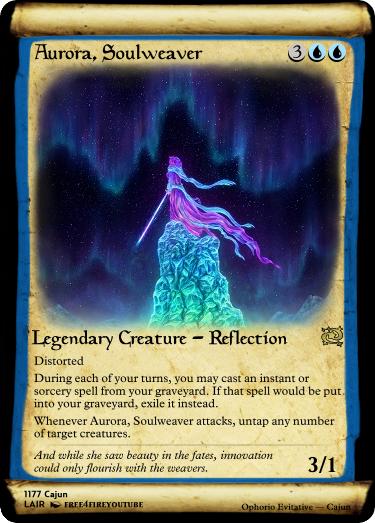 Aurora, Soulweaver 3
Legendary Creature – Reflection
Distorted
During each of your turns, you may cast an instant or
sorcery spell from your graveyard. If that spell would be put
into your graveyard, exile it instead.
Whenever Aurora, Soulweaver attacks, untap any number
of target creatures.
And while she saw beauty in the fates, innovation
could only flourish with the weavers.
3/1
1177 Cajun
LAIR FREE4FIREYOUTUBE
Ophorio Evitative — Cajun